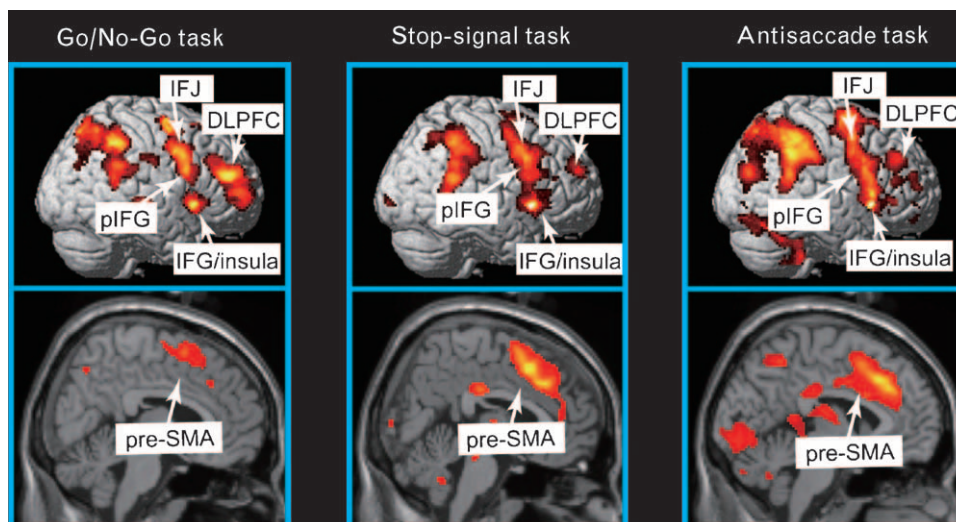 Go/No-Go task
Stop-signal task
Antisaccade task
IFJ
DLPFC
pIFG
IFG/insula
IFJ
DLPFC
pIFG
IFG/insula
IFJ
DLPFC
pIFG
IFG/insula
pre-SMA
pre-SMA
pre-SMA